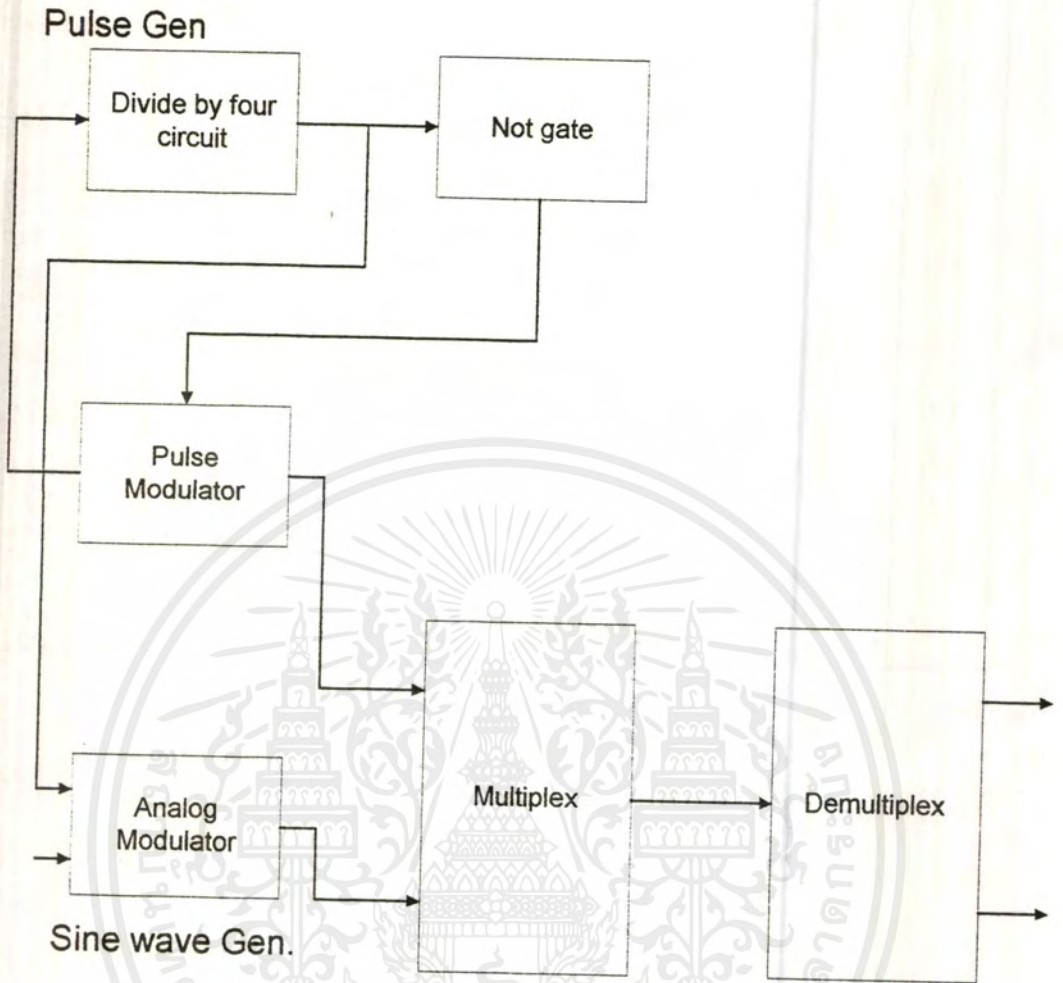 Pulse Gen
Divide by four
circuit
Not gate
Pulse
Modulator
Multiplex
Demultiplex
Analog
Modulator
Sine wave Gen.